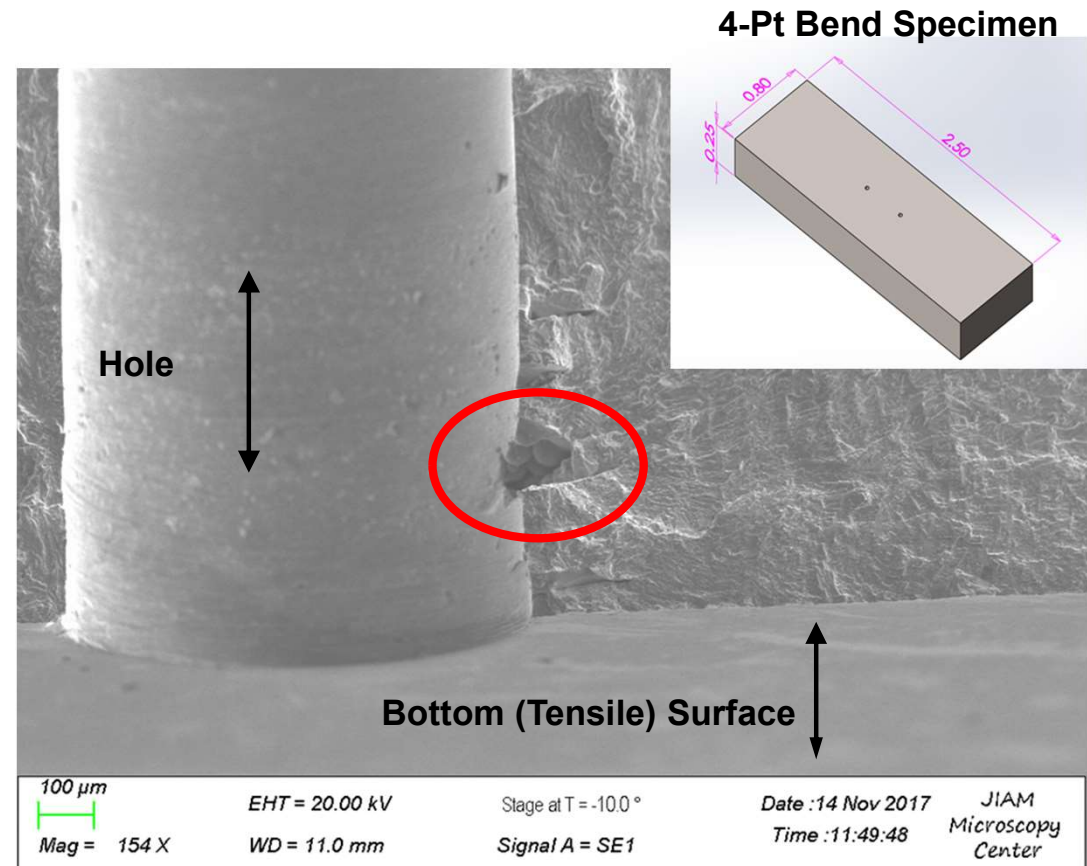 4-Pt Bend Specimen
0.80
0.25
2.50
Hole
Bottom (Tensile) Surface
100 µm
Mag = 154 X
EHT = 20.00 kV
WD = 11.0 mm
Stage at T = -10.0 °
Signal A = SE1
Date :14 Nov 2017
Time :11:49:48
JIAM
Microscopy
Center